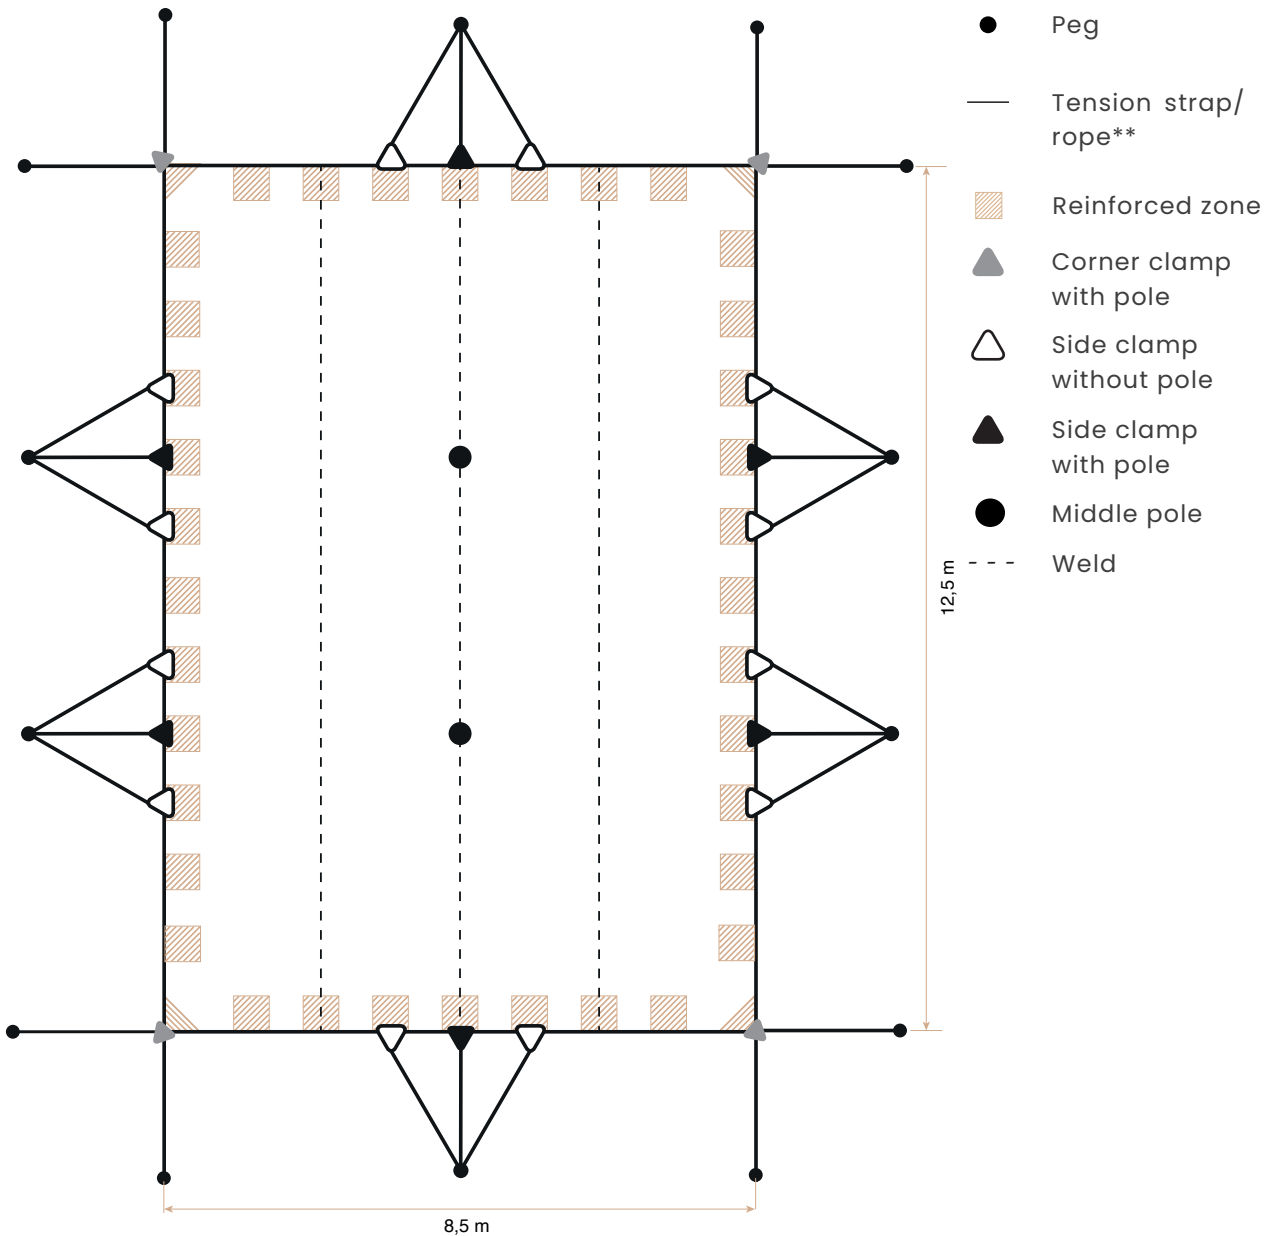 Peg
Tension strap/
rope**
Reinforced zone
Corner clamp
with pole
Side clamp
without pole
Side clamp
with pole
Middle pole
Weld
12,5 m
8,5 m